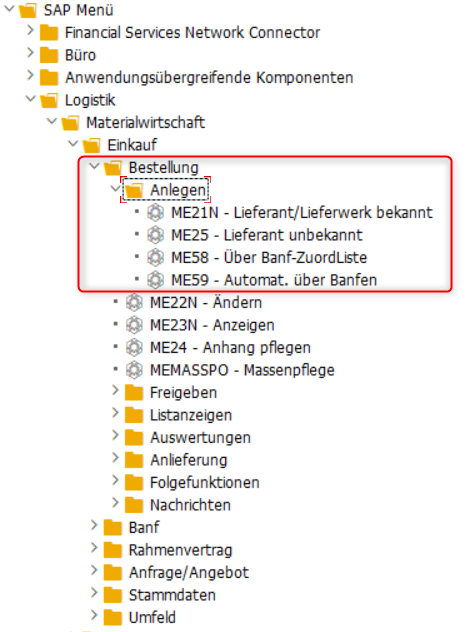 SAP Menü
Financial Services Network Connector
Büro
Anwendungsübergreifende Komponenten
Logistik
Materialwirtschaft
Einkauf
Bestellung
Anlegen
ME21N - Lieferant/Lieferwerk bekannt
ME25 - Lieferant unbekannt
ME58 - Über Banf-ZuordListe
ME59 - Automat. über Banfen
ME22N - Ändern
ME23N - Anzeigen
ME24 - Anhang pflegen
MEMASSPO - Massenpflege
Freigeben
Listanzeigen
Auswertungen
Anlieferung
Folgefunktionen
Nachrichten
Banf
Rahmenvertrag
Anfrage/Angebot
Stammdaten
Umfeld